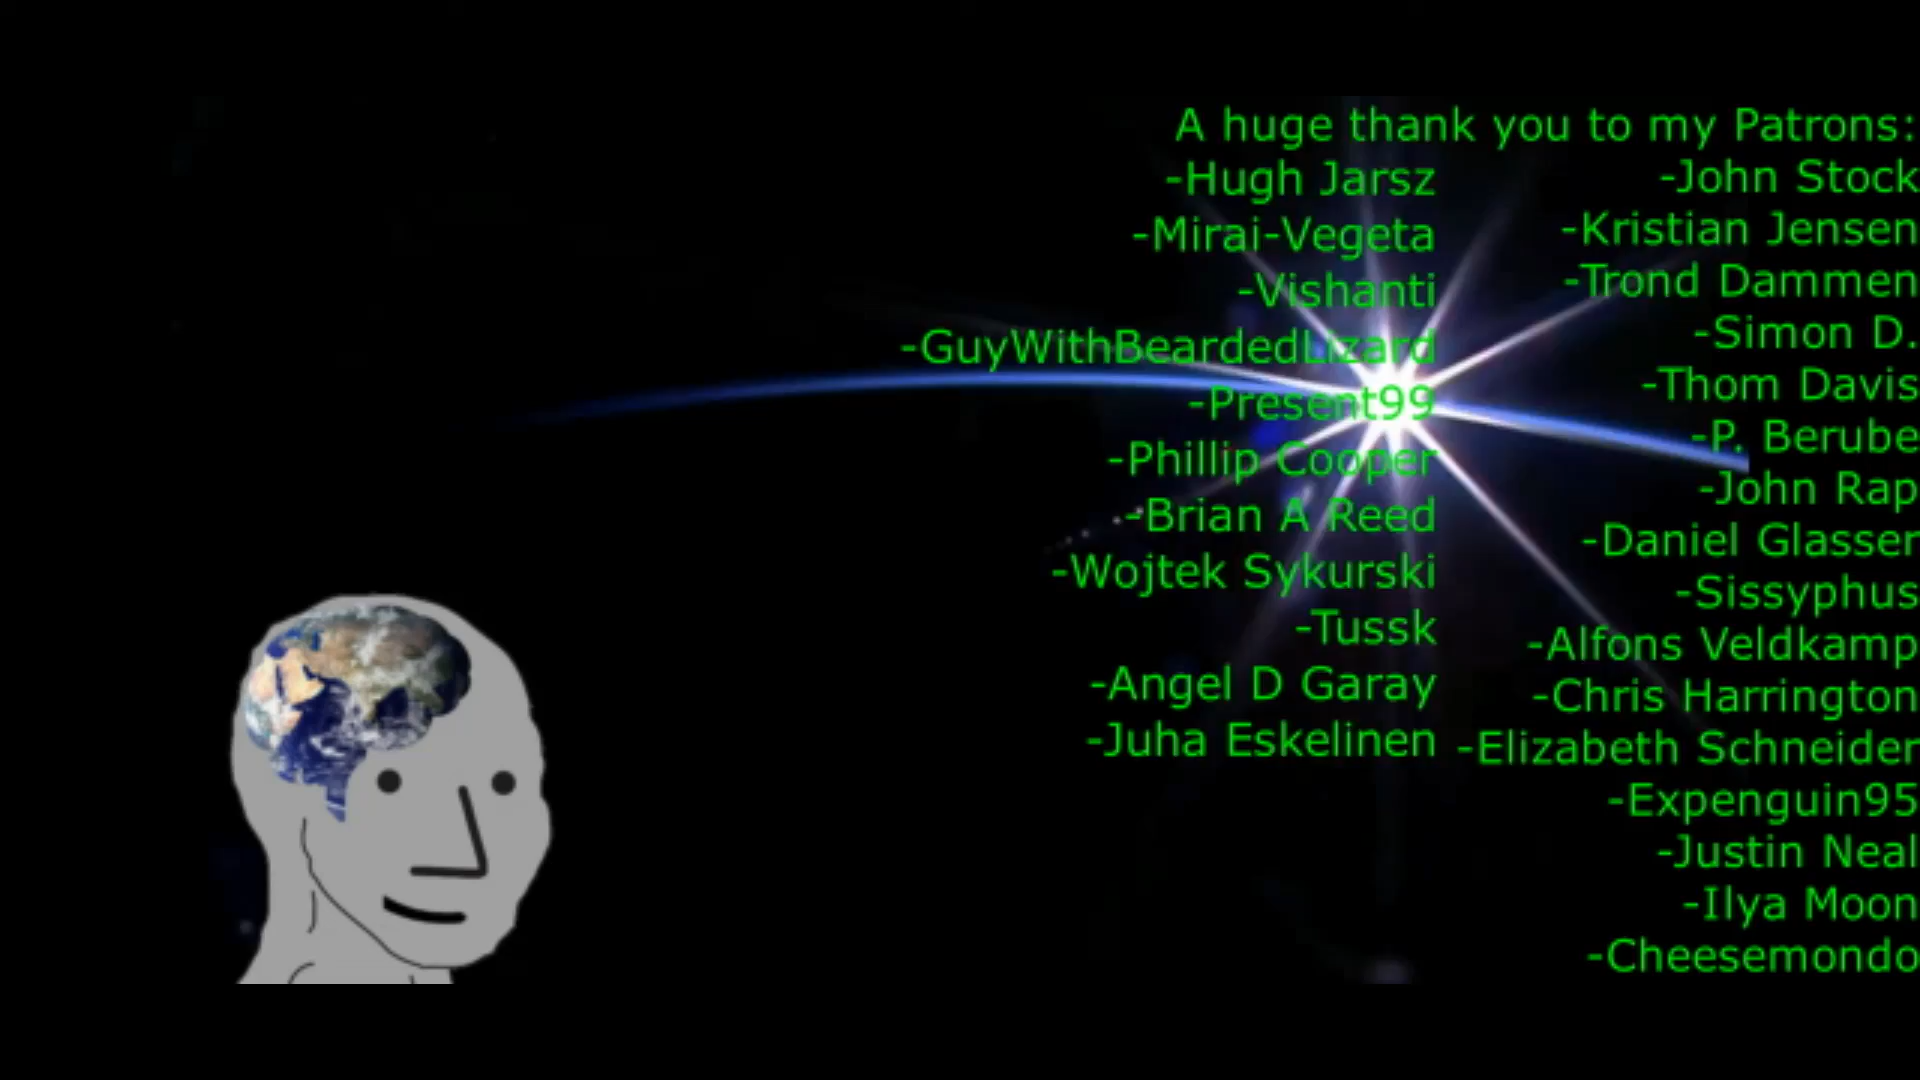 A huge thank you to my Patrons:
-Hugh Jarsz
-Mirai-Vegeta
-Vishanti
-GuyWithBeardedLizard
-Present99
-Phillip Cooper
-Brian A Reed
-Wojtek Sykurski
-Tussk
-Angel D Garay
-Juha Eskelinen
-John Stock
-Kristian Jensen
-Trond Dammen
-Simon D.
-Thom Davis
-P. Berube
-John Rap
-Daniel Glasser
-Sissyphus
-Alfons Veldkamp
-Chris Harrington
-Elizabeth Schneider
-Expenguin95
-Justin Neal
-Ilya Moon
-Cheesemondo